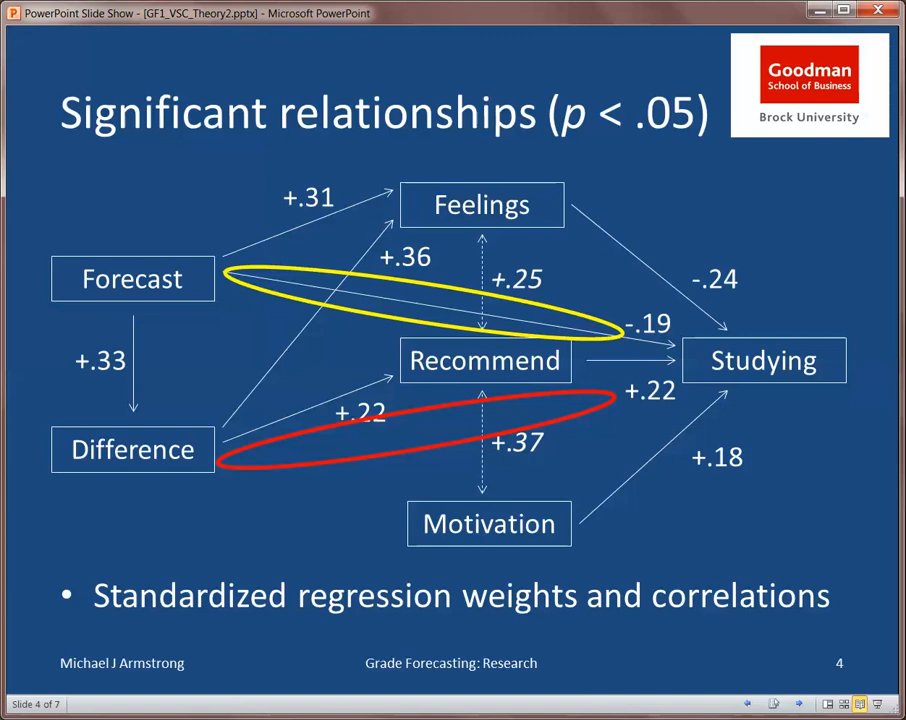 PowerPoint Slide Show - [GF1_VSC_Theory2.pptx] - Microsoft PowerPoint
Goodman
School of Business
Brock University
Significant relationships (p < .05)
+.31
Feelings
+.36
Forecast
+.25
-.24
-.19
+.33
Recommend
Studying
+.22
+.22
Difference
+.37
+.18
Motivation
• Standardized regression weights and correlations
Michael J Armstrong
Grade Forecasting: Research
4
Slide 4 of 7